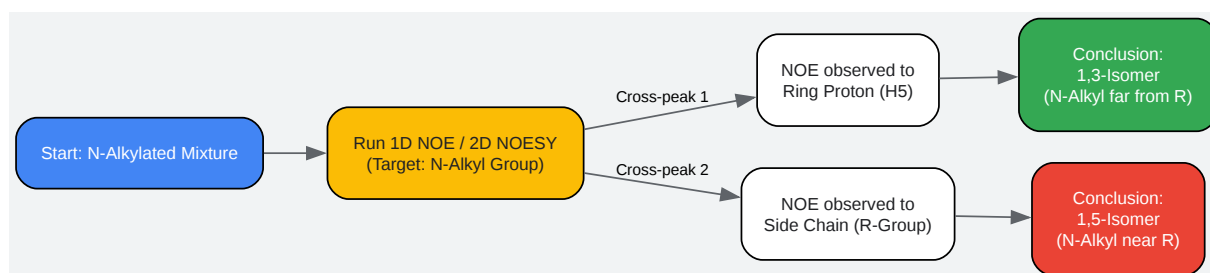 Start: N-Alkylated Mixture
Run 1D NOE / 2D NOESY
(Target: N-Alkyl Group)
Cross-peak 1
NOE observed to
Ring Proton (H5)
Conclusion:
1,3-Isomer
(N-Alkyl far from R)
Cross-peak 2
NOE observed to
Side Chain (R-Group)
Conclusion:
1,5-Isomer
(N-Alkyl near R)